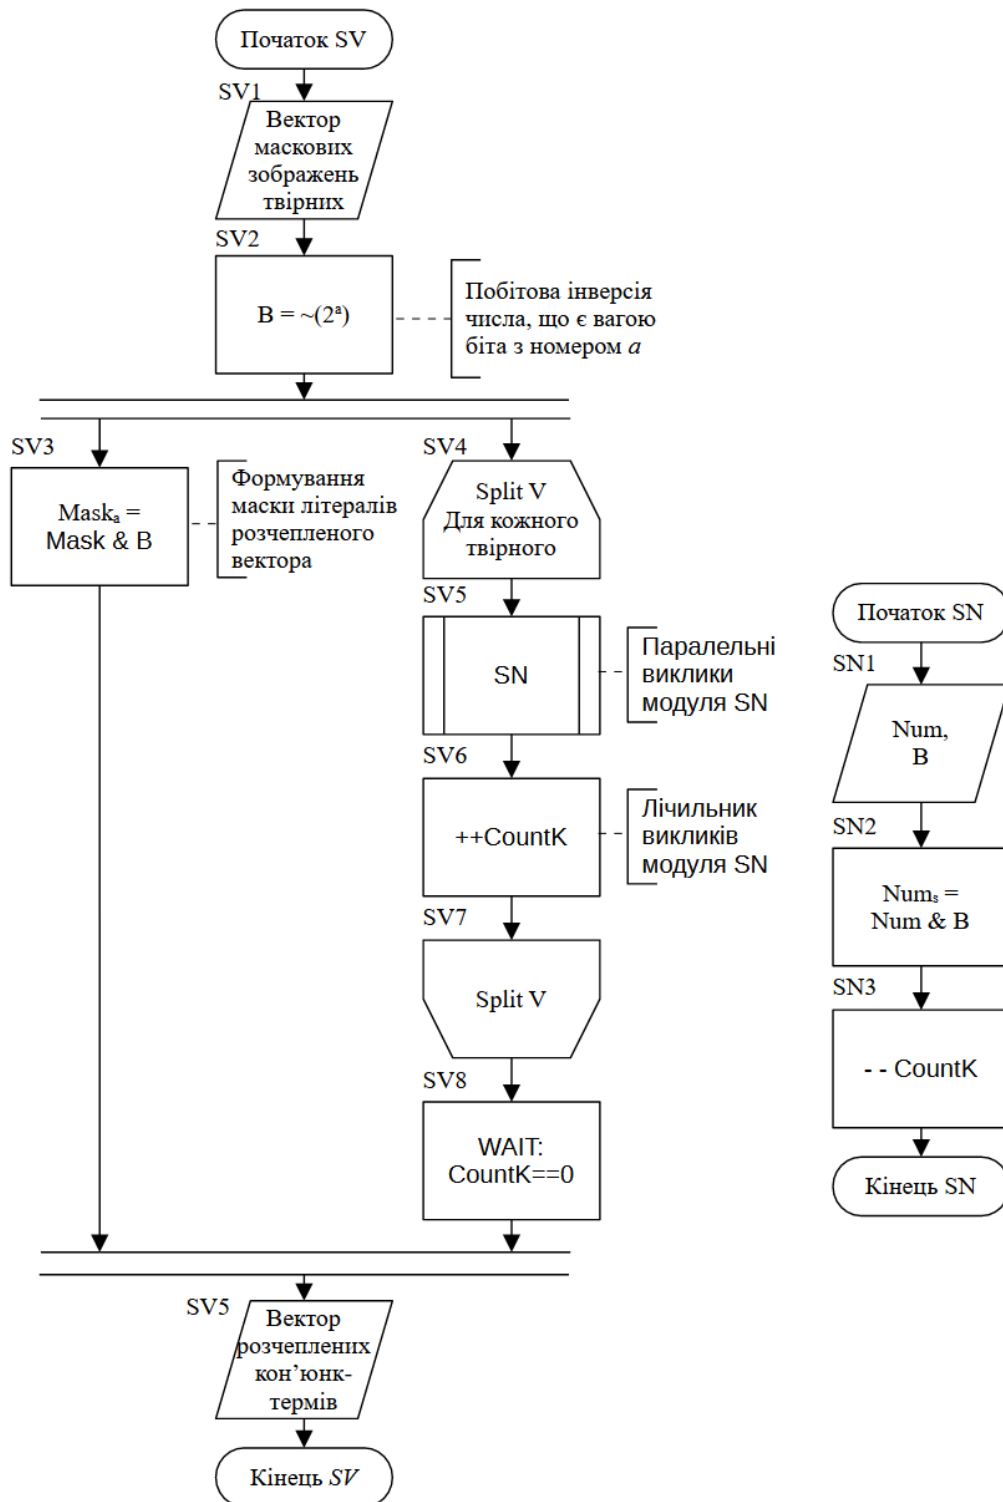 Початок SV
SV1
Вектор
маскових
зображень
твірних
SV2
B = ~(2ᵃ)
Побітова інверсія
числа, що є вагою
біта з номером a
SV3
Maskₐ =
Mask & B
Формування
маски літералів
розчепленого
вектора
SV4
Split V
Для кожного
твірного
SV5
SN
Паралельні
виклики
модуля SN
SV6
++CountK
Лічильник
викликів
модуля SN
SV7
Split V
SV8
WAIT:
CountK==0
SV5
Вектор
розчеплених
кон’юнк-
термів
Кінець SV
Початок SN
SN1
Num,
B
SN2
Numₛ =
Num & B
SN3
- - CountK
Кінець SN